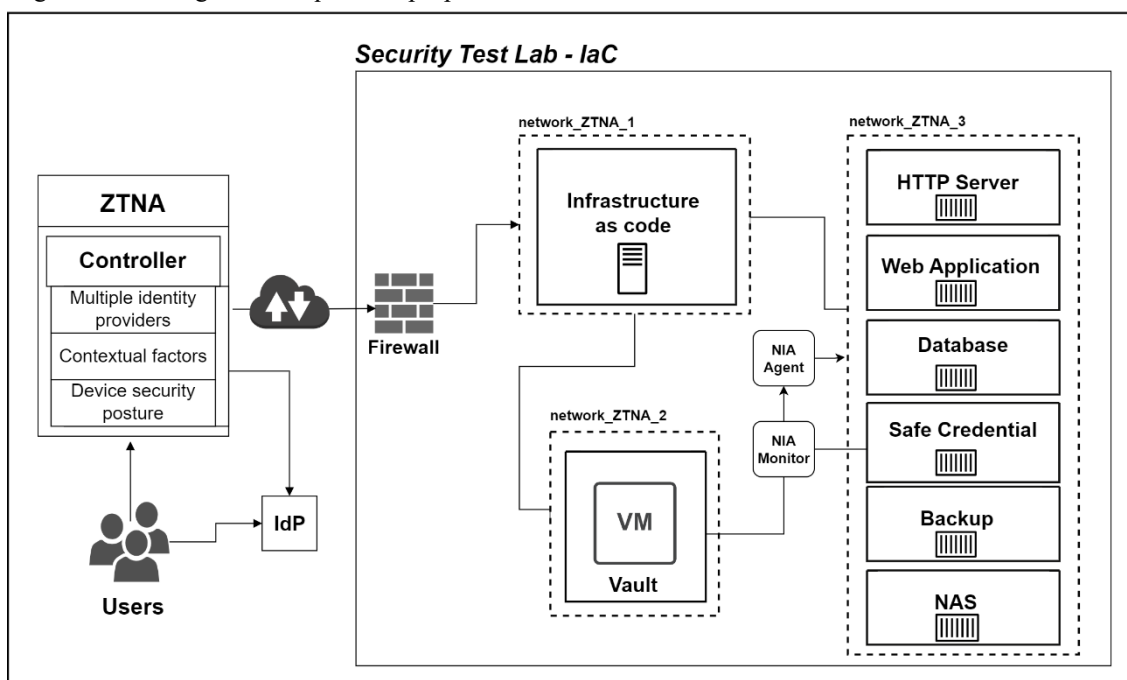 Security Test Lab - IaC
ZTNA
Controller
Multiple identity
providers
Contextual factors
Device security
posture
Users
IdP
Firewall
network_ZTNA_1
Infrastructure
as code
network_ZTNA_2
VM
Vault
NIA
Agent
NIA
Monitor
network_ZTNA_3
HTTP Server
Web Application
Database
Safe Credential
Backup
NAS